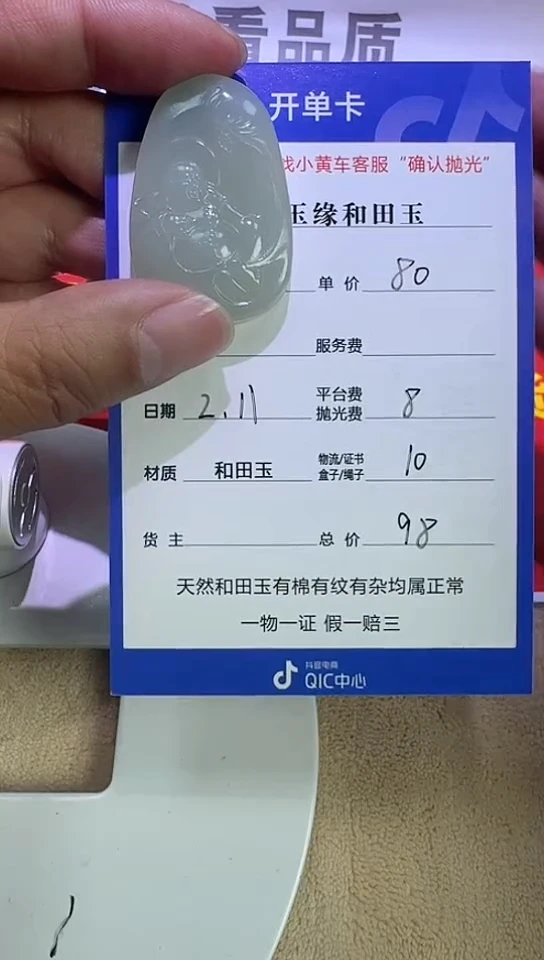 看品质
开单卡
找小黄车客服“确认抛光”
玉缘和田玉
单价 80
服务费
日期 2.11 平台费 抛光费 8
材质 和田玉 物流/证书 盒子/绳子 10
货主 总价 98
天然和田玉有棉有纹有杂均属正常
一物一证 假一赔三
抖音电商
QIC中心